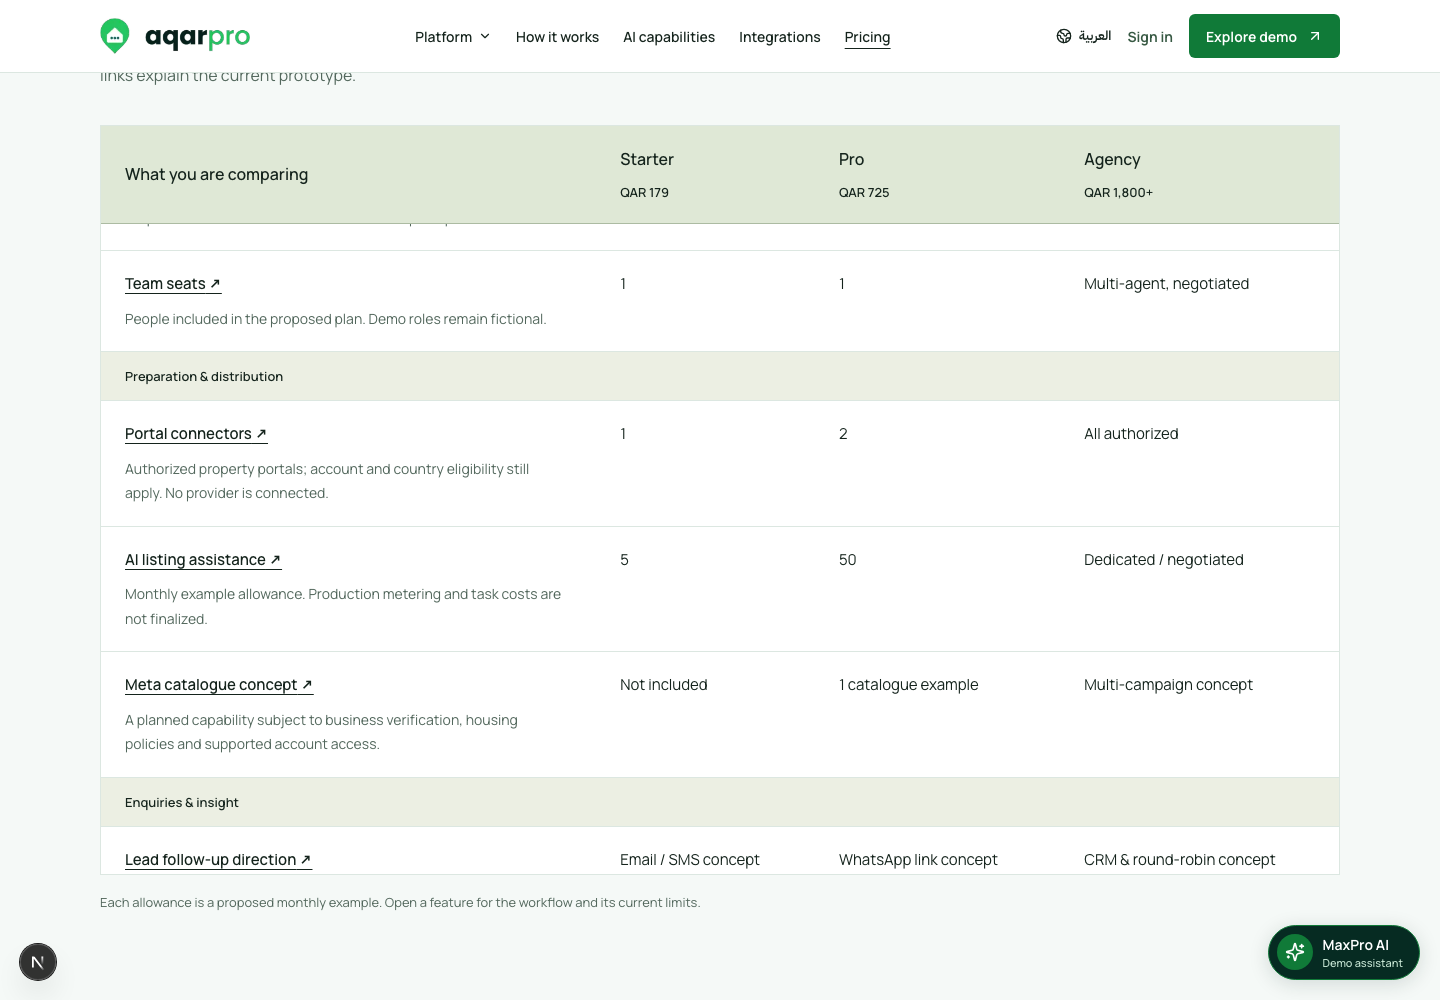 aqarpro
Platform
How it works
AI capabilities
Integrations
Pricing
العربية
Sign in
Explore demo
links explain the current prototype.
What you are comparing
Starter
QAR 179
Pro
QAR 725
Agency
QAR 1,800+
Team seats ↗
1
1
Multi-agent, negotiated
People included in the proposed plan. Demo roles remain fictional.
Preparation & distribution
Portal connectors ↗
1
2
All authorized
Authorized property portals; account and country eligibility still
apply. No provider is connected.
AI listing assistance ↗
5
50
Dedicated / negotiated
Monthly example allowance. Production metering and task costs are
not finalized.
Meta catalogue concept ↗
Not included
1 catalogue example
Multi-campaign concept
A planned capability subject to business verification, housing
policies and supported account access.
Enquiries & insight
Lead follow-up direction ↗
Email / SMS concept
WhatsApp link concept
CRM & round-robin concept
Each allowance is a proposed monthly example. Open a feature for the workflow and its current limits.
N
MaxPro AI
Demo assistant